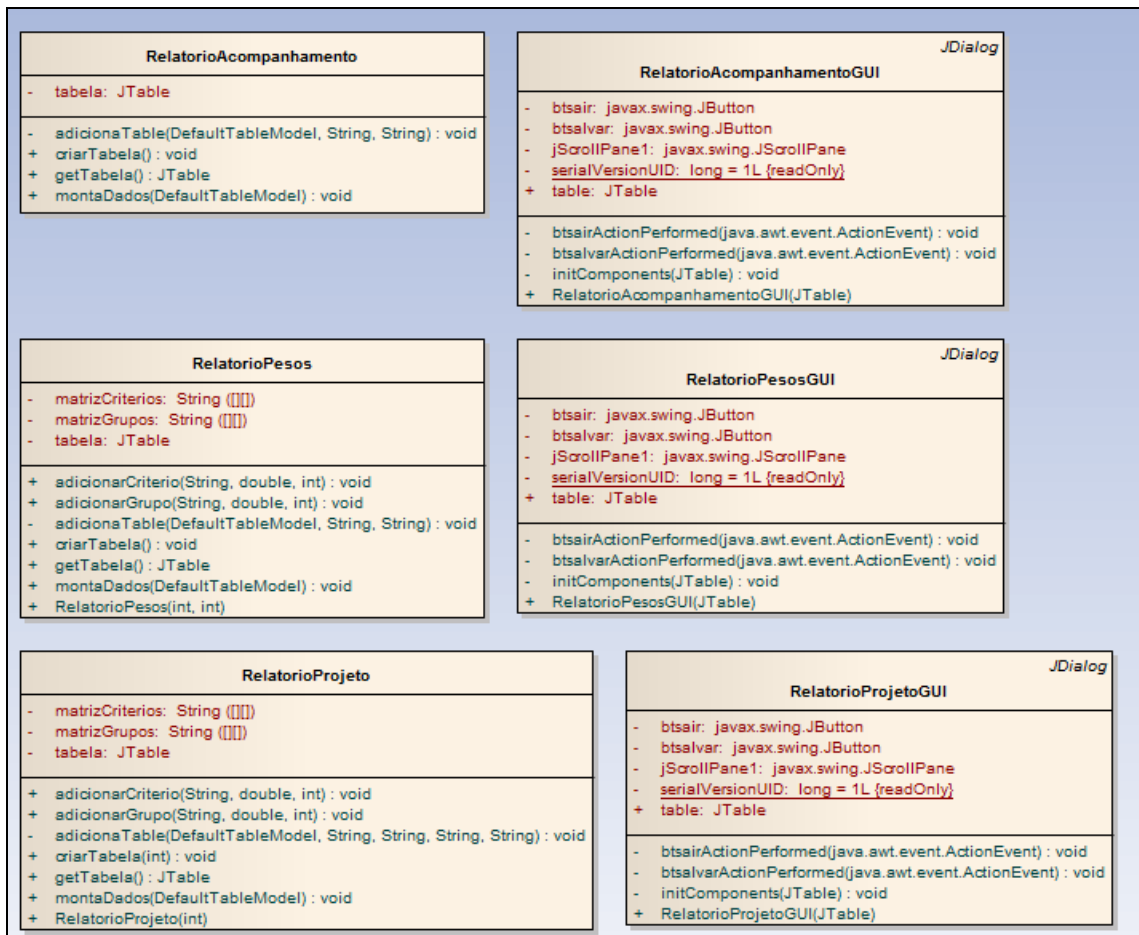 RelatorioAcompanhamento
- tabela: JTable
- adicionaTable(DefaultTableModel, String, String) : void
+ criarTabela() : void
+ getTabela() : JTable
+ montaDados(DefaultTableModel) : void
JDialog
RelatorioAcompanhamentoGUI
- btsair: javax.swing.JButton
- btsalvar: javax.swing.JButton
- jScrollPane1: javax.swing.JScrollPane
- serialVersionUID: long = 1L {readOnly}
+ table: JTable
- btsairActionPerformed(java.awt.event.ActionEvent) : void
- btsalvarActionPerformed(java.awt.event.ActionEvent) : void
- initComponents(JTable) : void
+ RelatorioAcompanhamentoGUI(JTable)
RelatorioPesos
- matrizCriterios: String ([][])
- matrizGrupos: String ([][])
- tabela: JTable
+ adicionarCriterio(String, double, int) : void
+ adicionarGrupo(String, double, int) : void
- adicionaTable(DefaultTableModel, String, String) : void
+ criarTabela() : void
+ getTabela() : JTable
+ montaDados(DefaultTableModel) : void
+ RelatorioPesos(int, int)
JDialog
RelatorioPesosGUI
- btsair: javax.swing.JButton
- btsalvar: javax.swing.JButton
- jScrollPane1: javax.swing.JScrollPane
- serialVersionUID: long = 1L {readOnly}
+ table: JTable
- btsairActionPerformed(java.awt.event.ActionEvent) : void
- btsalvarActionPerformed(java.awt.event.ActionEvent) : void
- initComponents(JTable) : void
+ RelatorioPesosGUI(JTable)
RelatorioProjeto
- matrizCriterios: String ([][])
- matrizGrupos: String ([][])
- tabela: JTable
+ adicionarCriterio(String, double, int) : void
+ adicionarGrupo(String, double, int) : void
- adicionaTable(DefaultTableModel, String, String, String, String) : void
+ criarTabela(int) : void
+ getTabela() : JTable
+ montaDados(DefaultTableModel) : void
+ RelatorioProjeto(int)
JDialog
RelatorioProjetoGUI
- btsair: javax.swing.JButton
- btsalvar: javax.swing.JButton
- jScrollPane1: javax.swing.JScrollPane
- serialVersionUID: long = 1L {readOnly}
+ table: JTable
- btsairActionPerformed(java.awt.event.ActionEvent) : void
- btsalvarActionPerformed(java.awt.event.ActionEvent) : void
- initComponents(JTable) : void
+ RelatorioProjetoGUI(JTable)